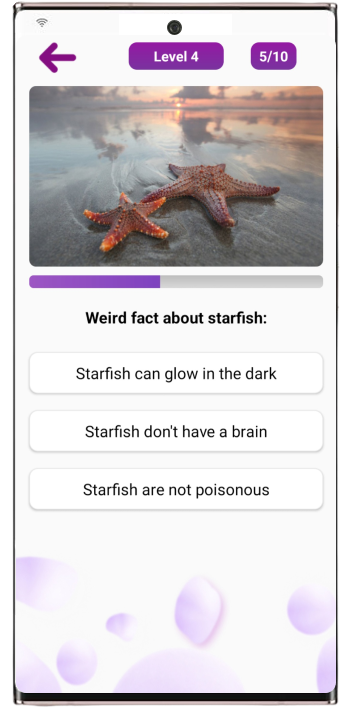 Level 4
5/10
Weird fact about starfish:
Starfish can glow in the dark
Starfish don't have a brain
Starfish are not poisonous